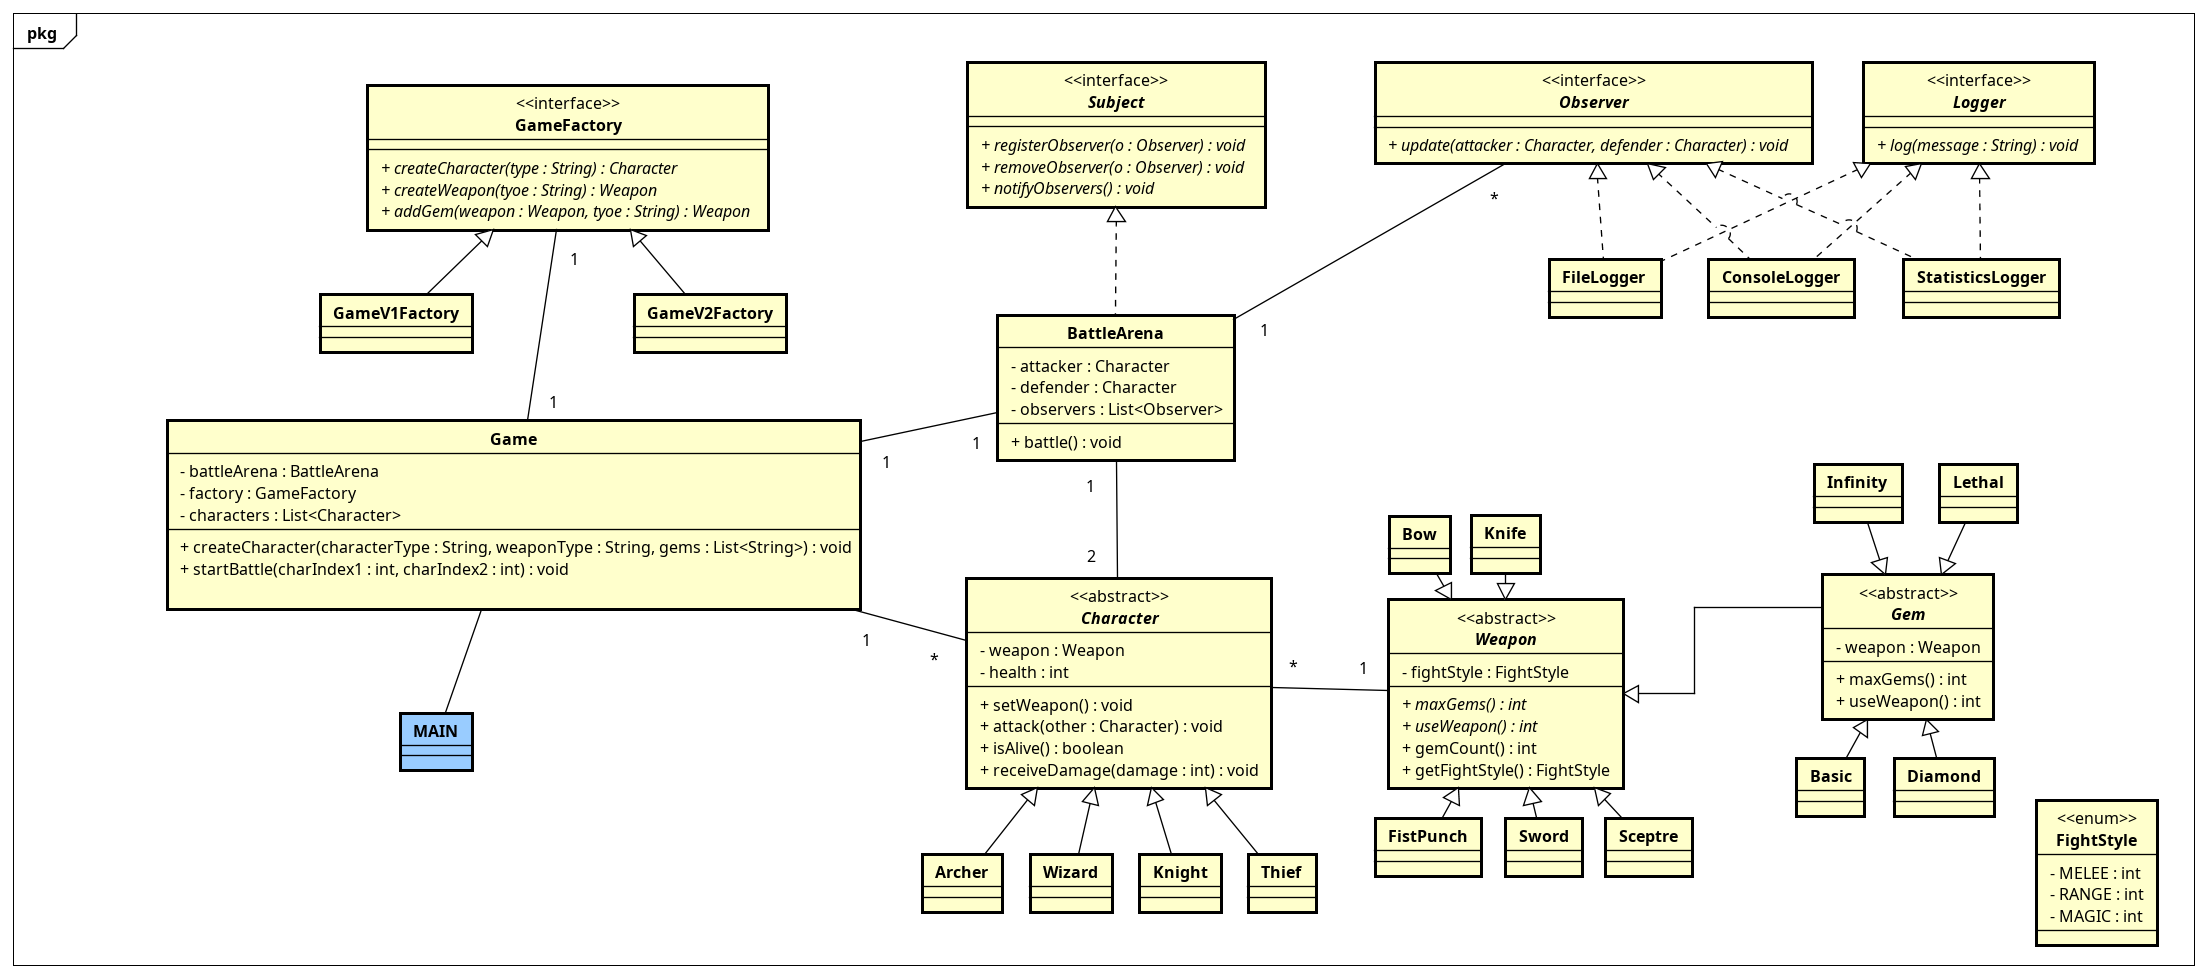 pkg
<<interface>>
GameFactory
+ createCharacter(type : String) : Character
+ createWeapon(tyoe : String) : Weapon
+ addGem(weapon : Weapon, tyoe : String) : Weapon
<<interface>>
Subject
+ registerObserver(o : Observer) : void
+ removeObserver(o : Observer) : void
+ notifyObservers() : void
<<interface>>
Observer
+ update(attacker : Character, defender : Character) : void
<<interface>>
Logger
+ log(message : String) : void
1
*
GameV1Factory
GameV2Factory
FileLogger
ConsoleLogger
StatisticsLogger
1
BattleArena
- attacker : Character
- defender : Character
- observers : List<Observer>
+ battle() : void
1
1
1
Game
- battleArena : BattleArena
- factory : GameFactory
- characters : List<Character>
+ createCharacter(characterType : String, weaponType : String, gems : List<String>) : void
+ startBattle(charIndex1 : int, charIndex2 : int) : void
1
2
1
*
MAIN
<<abstract>>
Character
- weapon : Weapon
- health : int
+ setWeapon() : void
+ attack(other : Character) : void
+ isAlive() : boolean
+ receiveDamage(damage : int) : void
*
1
Archer
Wizard
Knight
Thief
Bow
Knife
<<abstract>>
Weapon
- fightStyle : FightStyle
+ maxGems() : int
+ useWeapon() : int
+ gemCount() : int
+ getFightStyle() : FightStyle
FistPunch
Sword
Sceptre
Infinity
Lethal
<<abstract>>
Gem
- weapon : Weapon
+ maxGems() : int
+ useWeapon() : int
Basic
Diamond
<<enum>>
FightStyle
- MELEE : int
- RANGE : int
- MAGIC : int